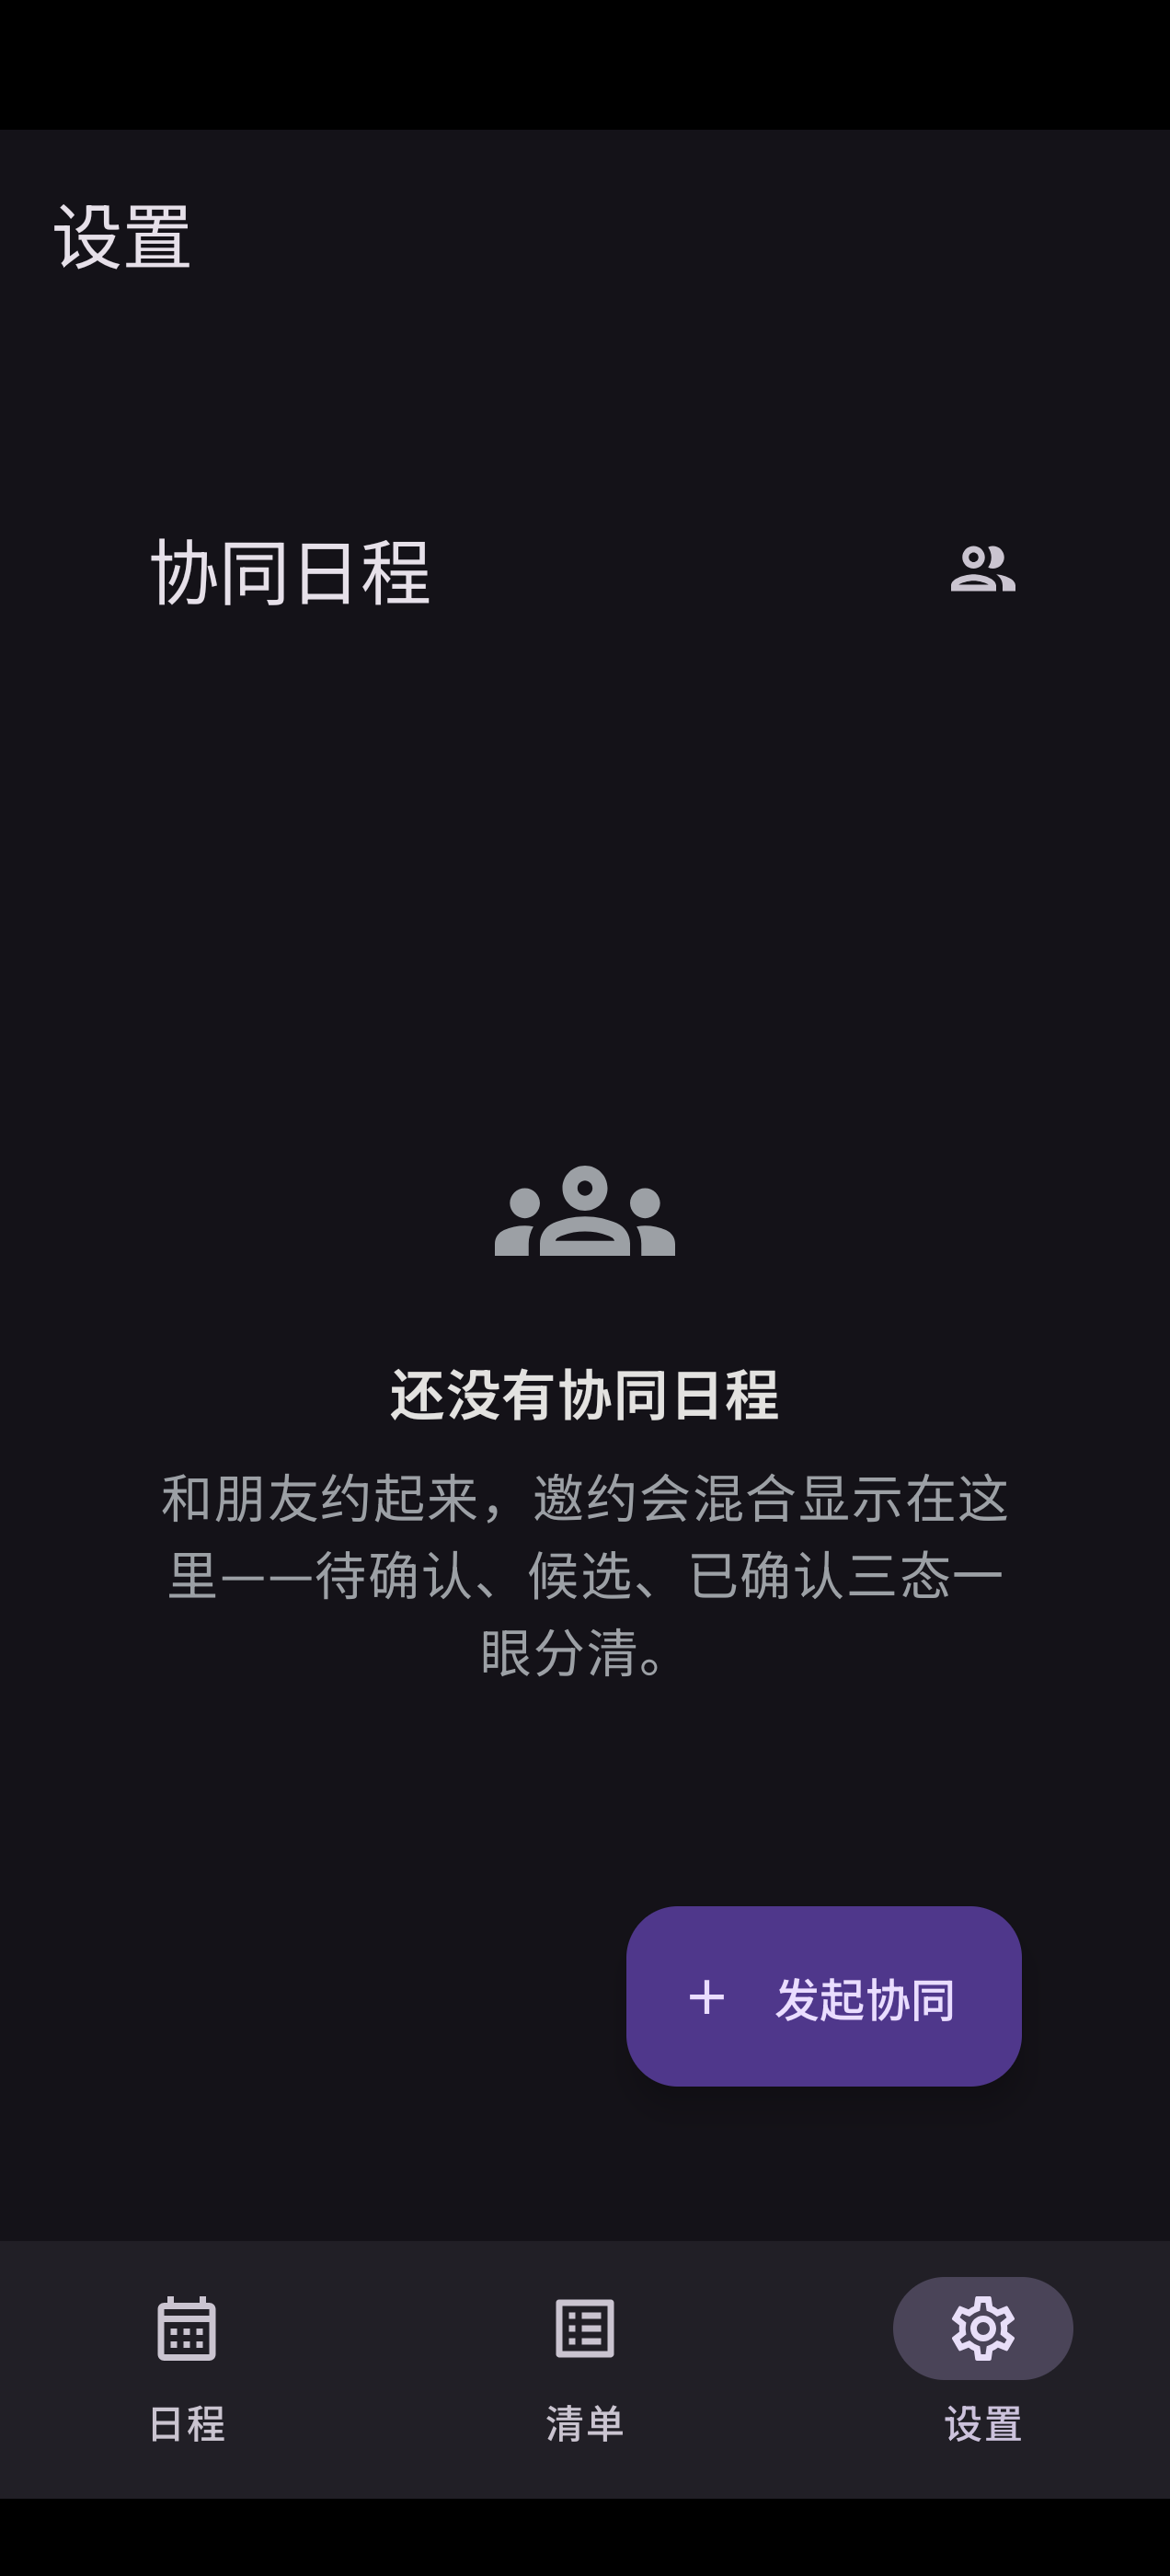 设置
协同日程
还没有协同日程
和朋友约起来，邀约会混合显示在这
里——待确认、候选、已确认三态一
眼分清。
+ 发起协同
日程
清单
设置